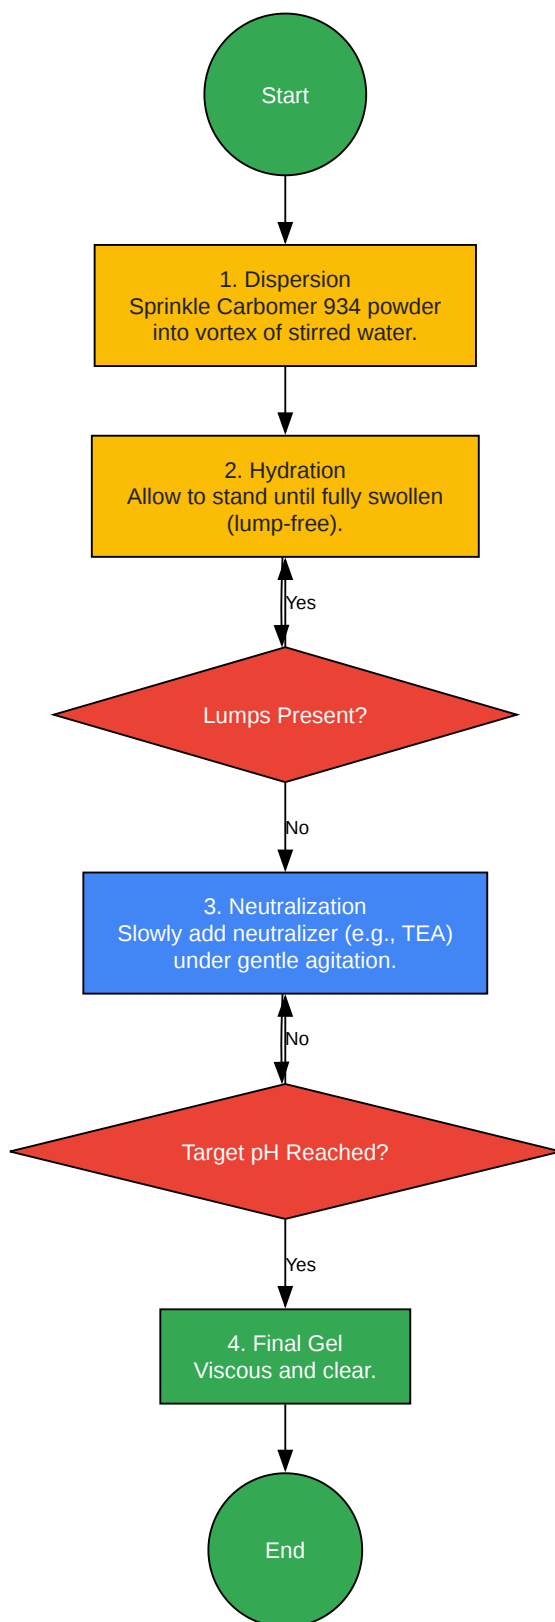 Start
1. Dispersion
Sprinkle Carbomer 934 powder
into vortex of stirred water.
2. Hydration
Allow to stand until fully swollen
(lump-free).
Yes
Lumps Present?
No
3. Neutralization
Slowly add neutralizer (e.g., TEA)
under gentle agitation.
No
Target pH Reached?
Yes
4. Final Gel
Viscous and clear.
End